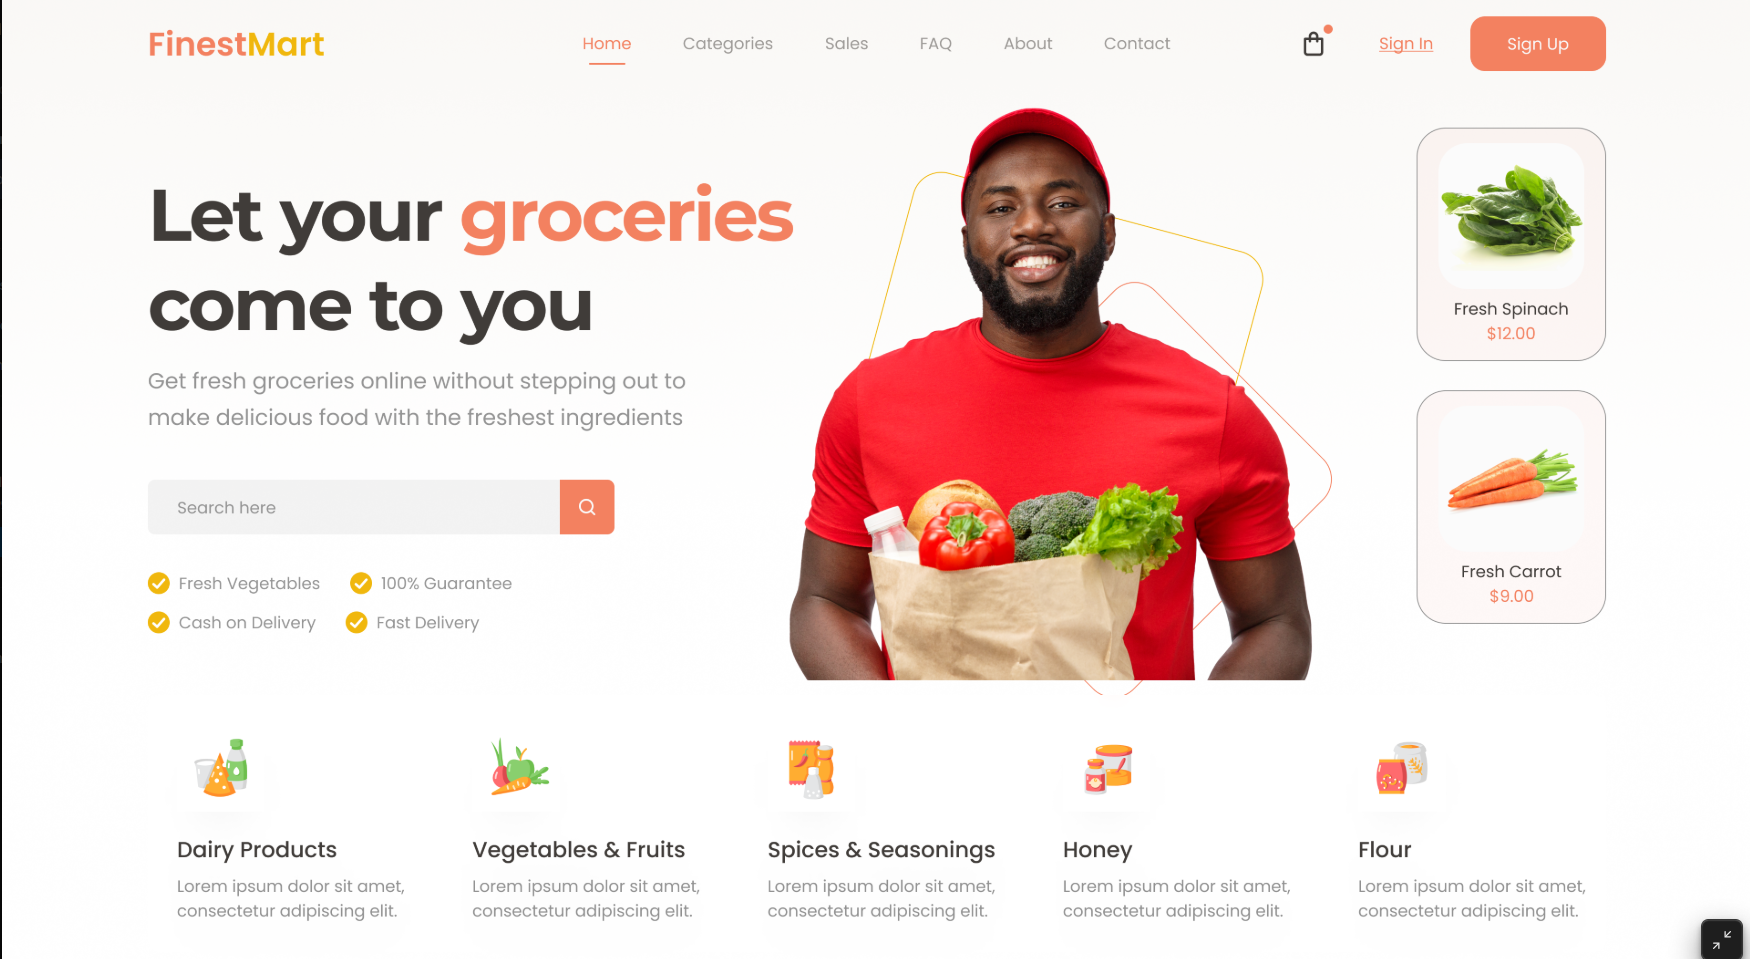 FinestMart
Home
Categories
Sales
FAQ
About
Contact
Sign In
Sign Up
Let your groceries
come to you
Get fresh groceries online without stepping out to
make delicious food with the freshest ingredients
Search here
Fresh Vegetables
100% Guarantee
Cash on Delivery
Fast Delivery
Fresh Spinach
$12.00
Fresh Carrot
$9.00
Dairy Products
Lorem ipsum dolor sit amet,
consectetur adipiscing elit.
Vegetables & Fruits
Lorem ipsum dolor sit amet,
consectetur adipiscing elit.
Spices & Seasonings
Lorem ipsum dolor sit amet,
consectetur adipiscing elit.
Honey
Lorem ipsum dolor sit amet,
consectetur adipiscing elit.
Flour
Lorem ipsum dolor sit amet,
consectetur adipiscing elit.